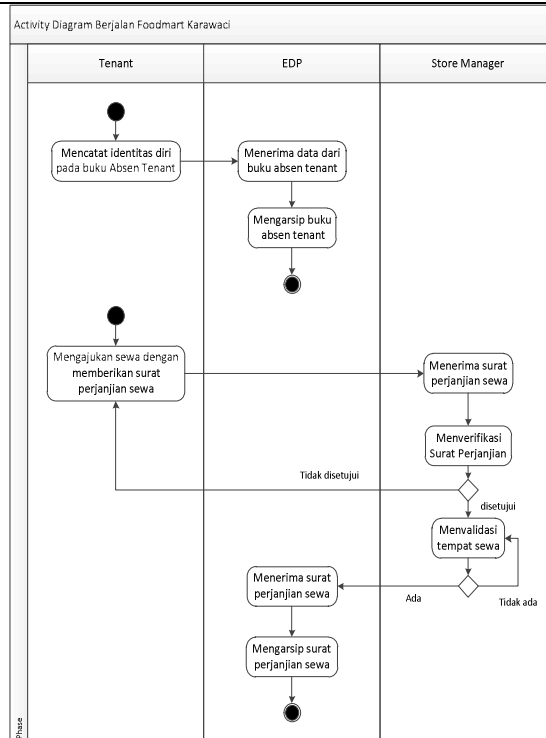 Activity Diagram Berjalan Foodmart Karawaci
Tenant
EDP
Store Manager
Mencatat identitas diri
pada buku Absen Tenant
Menerima data dari
buku absen tenant
Mengarsip buku
absen tenant
Mengajukan sewa dengan
memberikan surat
perjanjian sewa
Menerima surat
perjanjian sewa
Menverifikasi
Surat Perjanjian
Tidak disetujui
disetujui
Menvalidasi
tempat sewa
Ada
Tidak ada
Menerima surat
perjanjian sewa
Mengarsip surat
perjanjian sewa
Phase